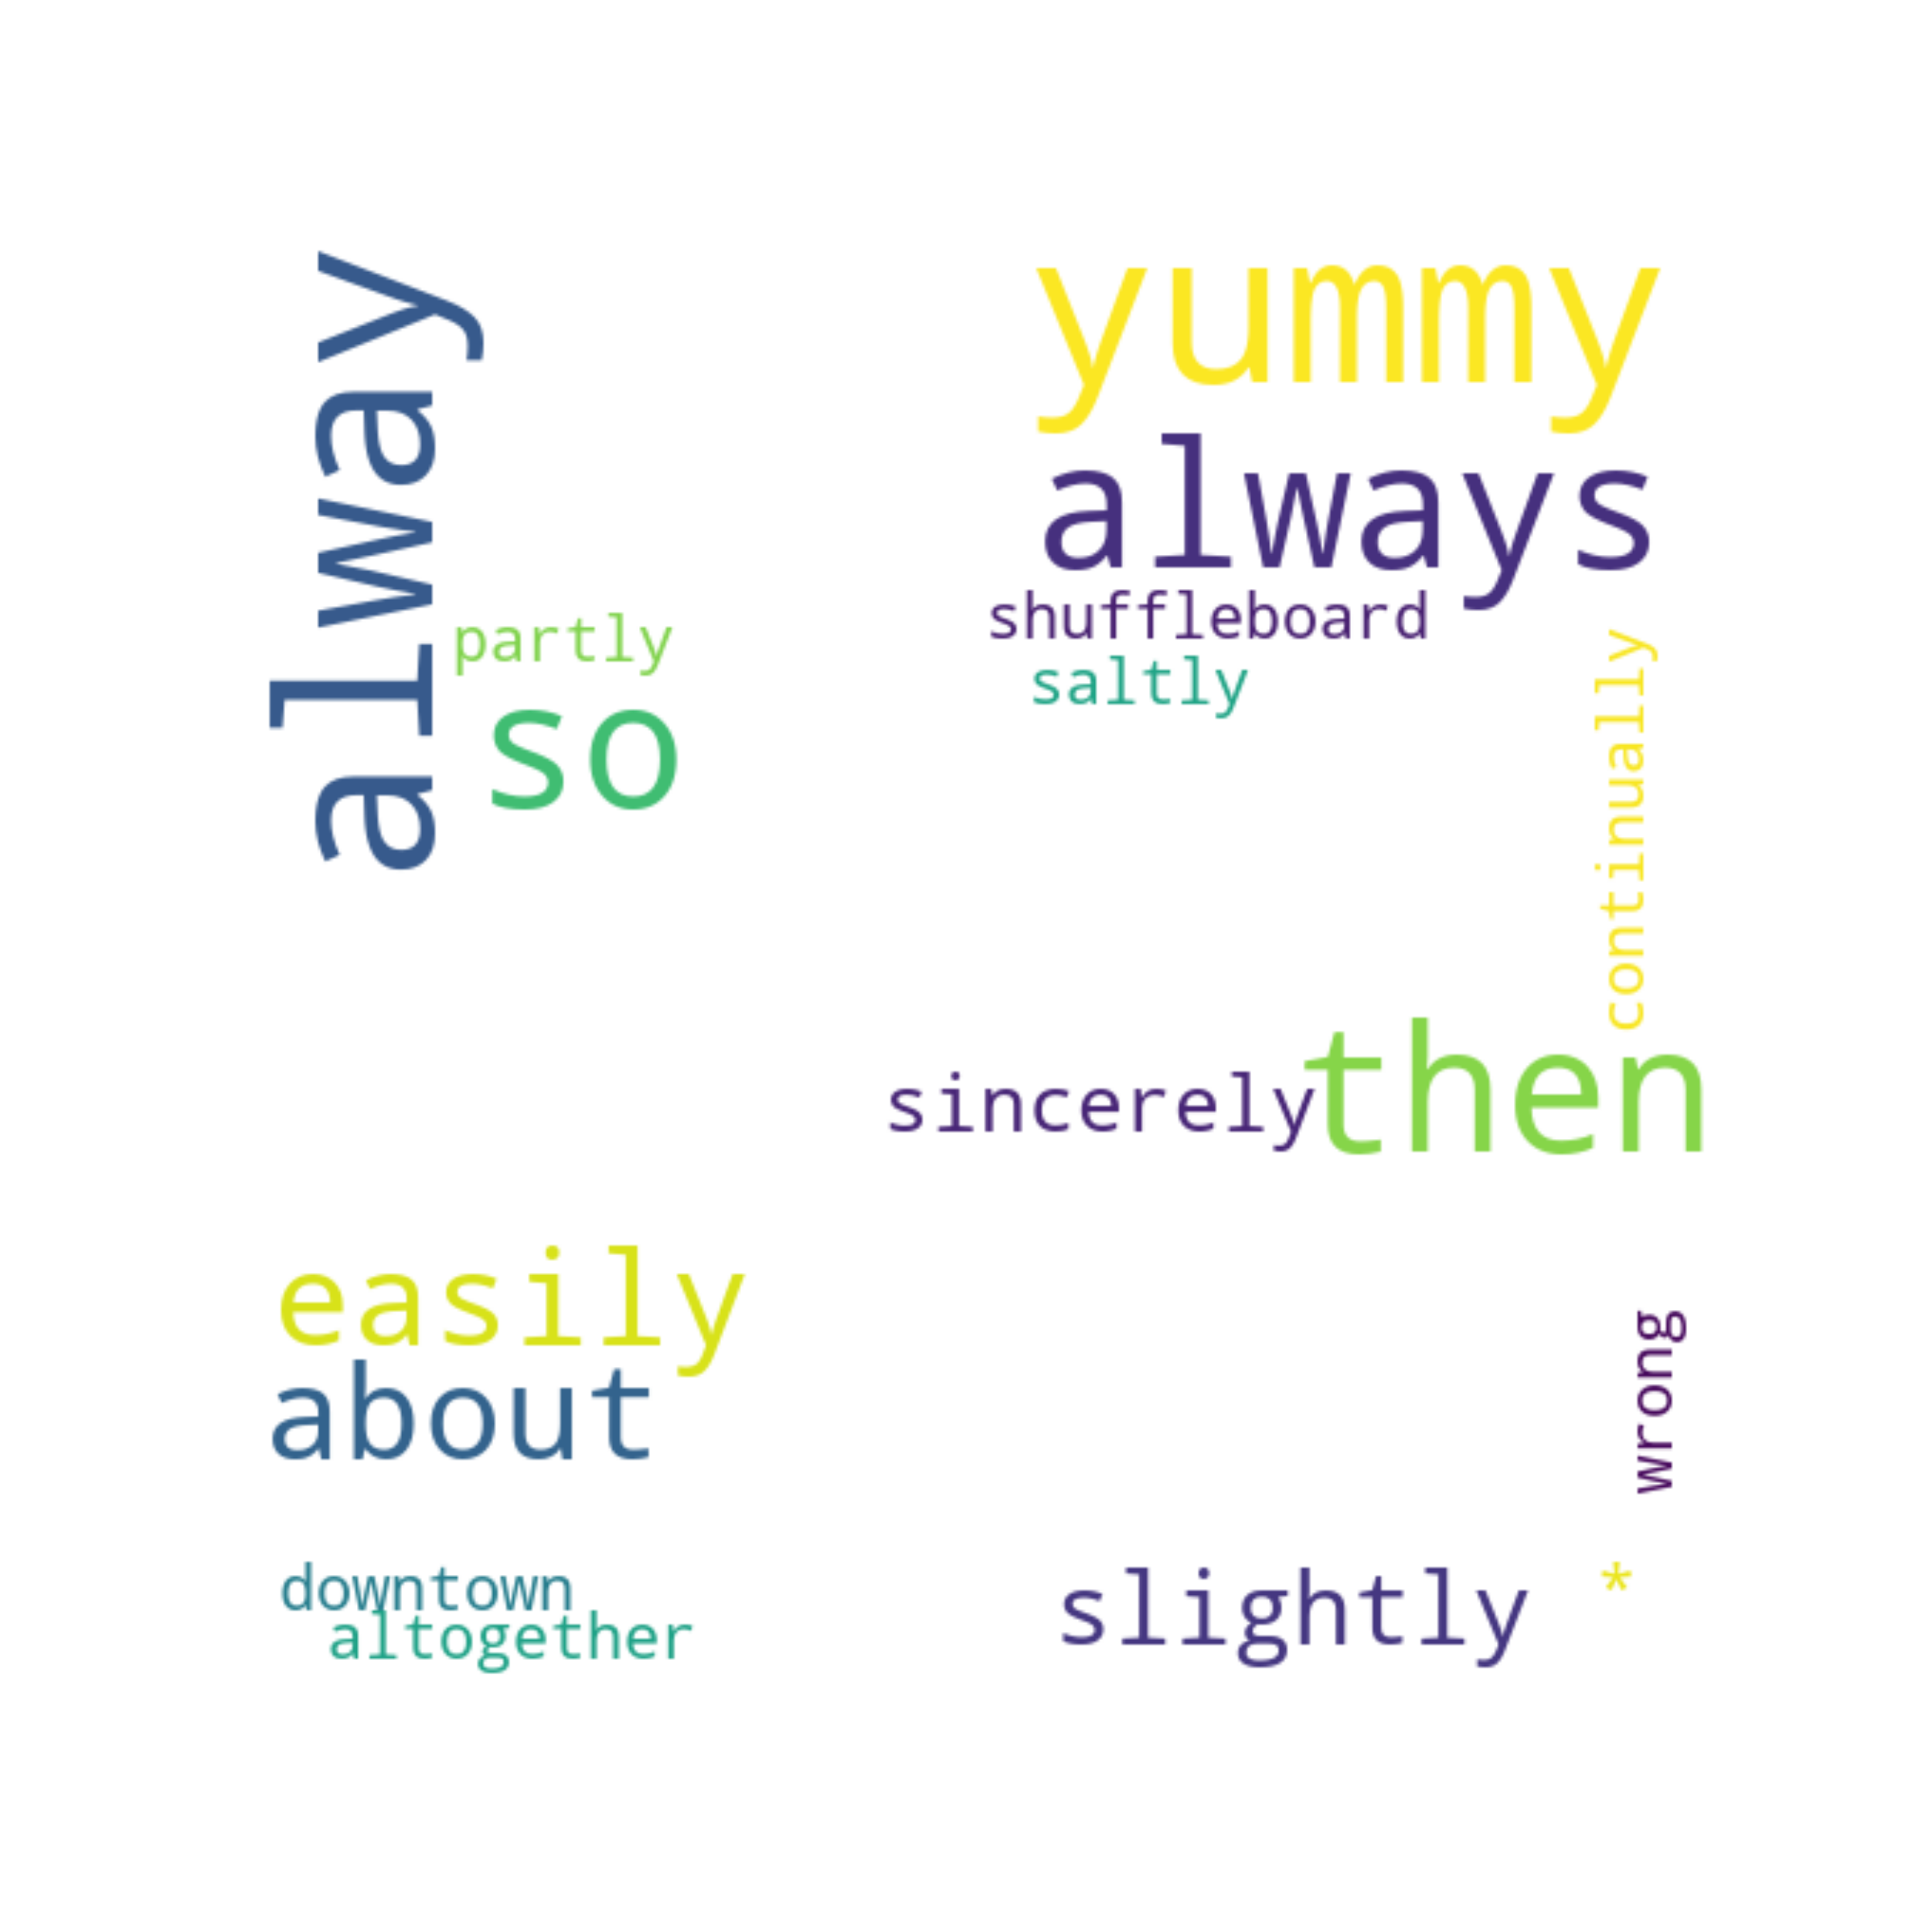 alway
yummy
always
shuffleboard
partly
saltly
so
continually
sincerely
then
easily
about
wrong
downtown
slightly
*
altogether